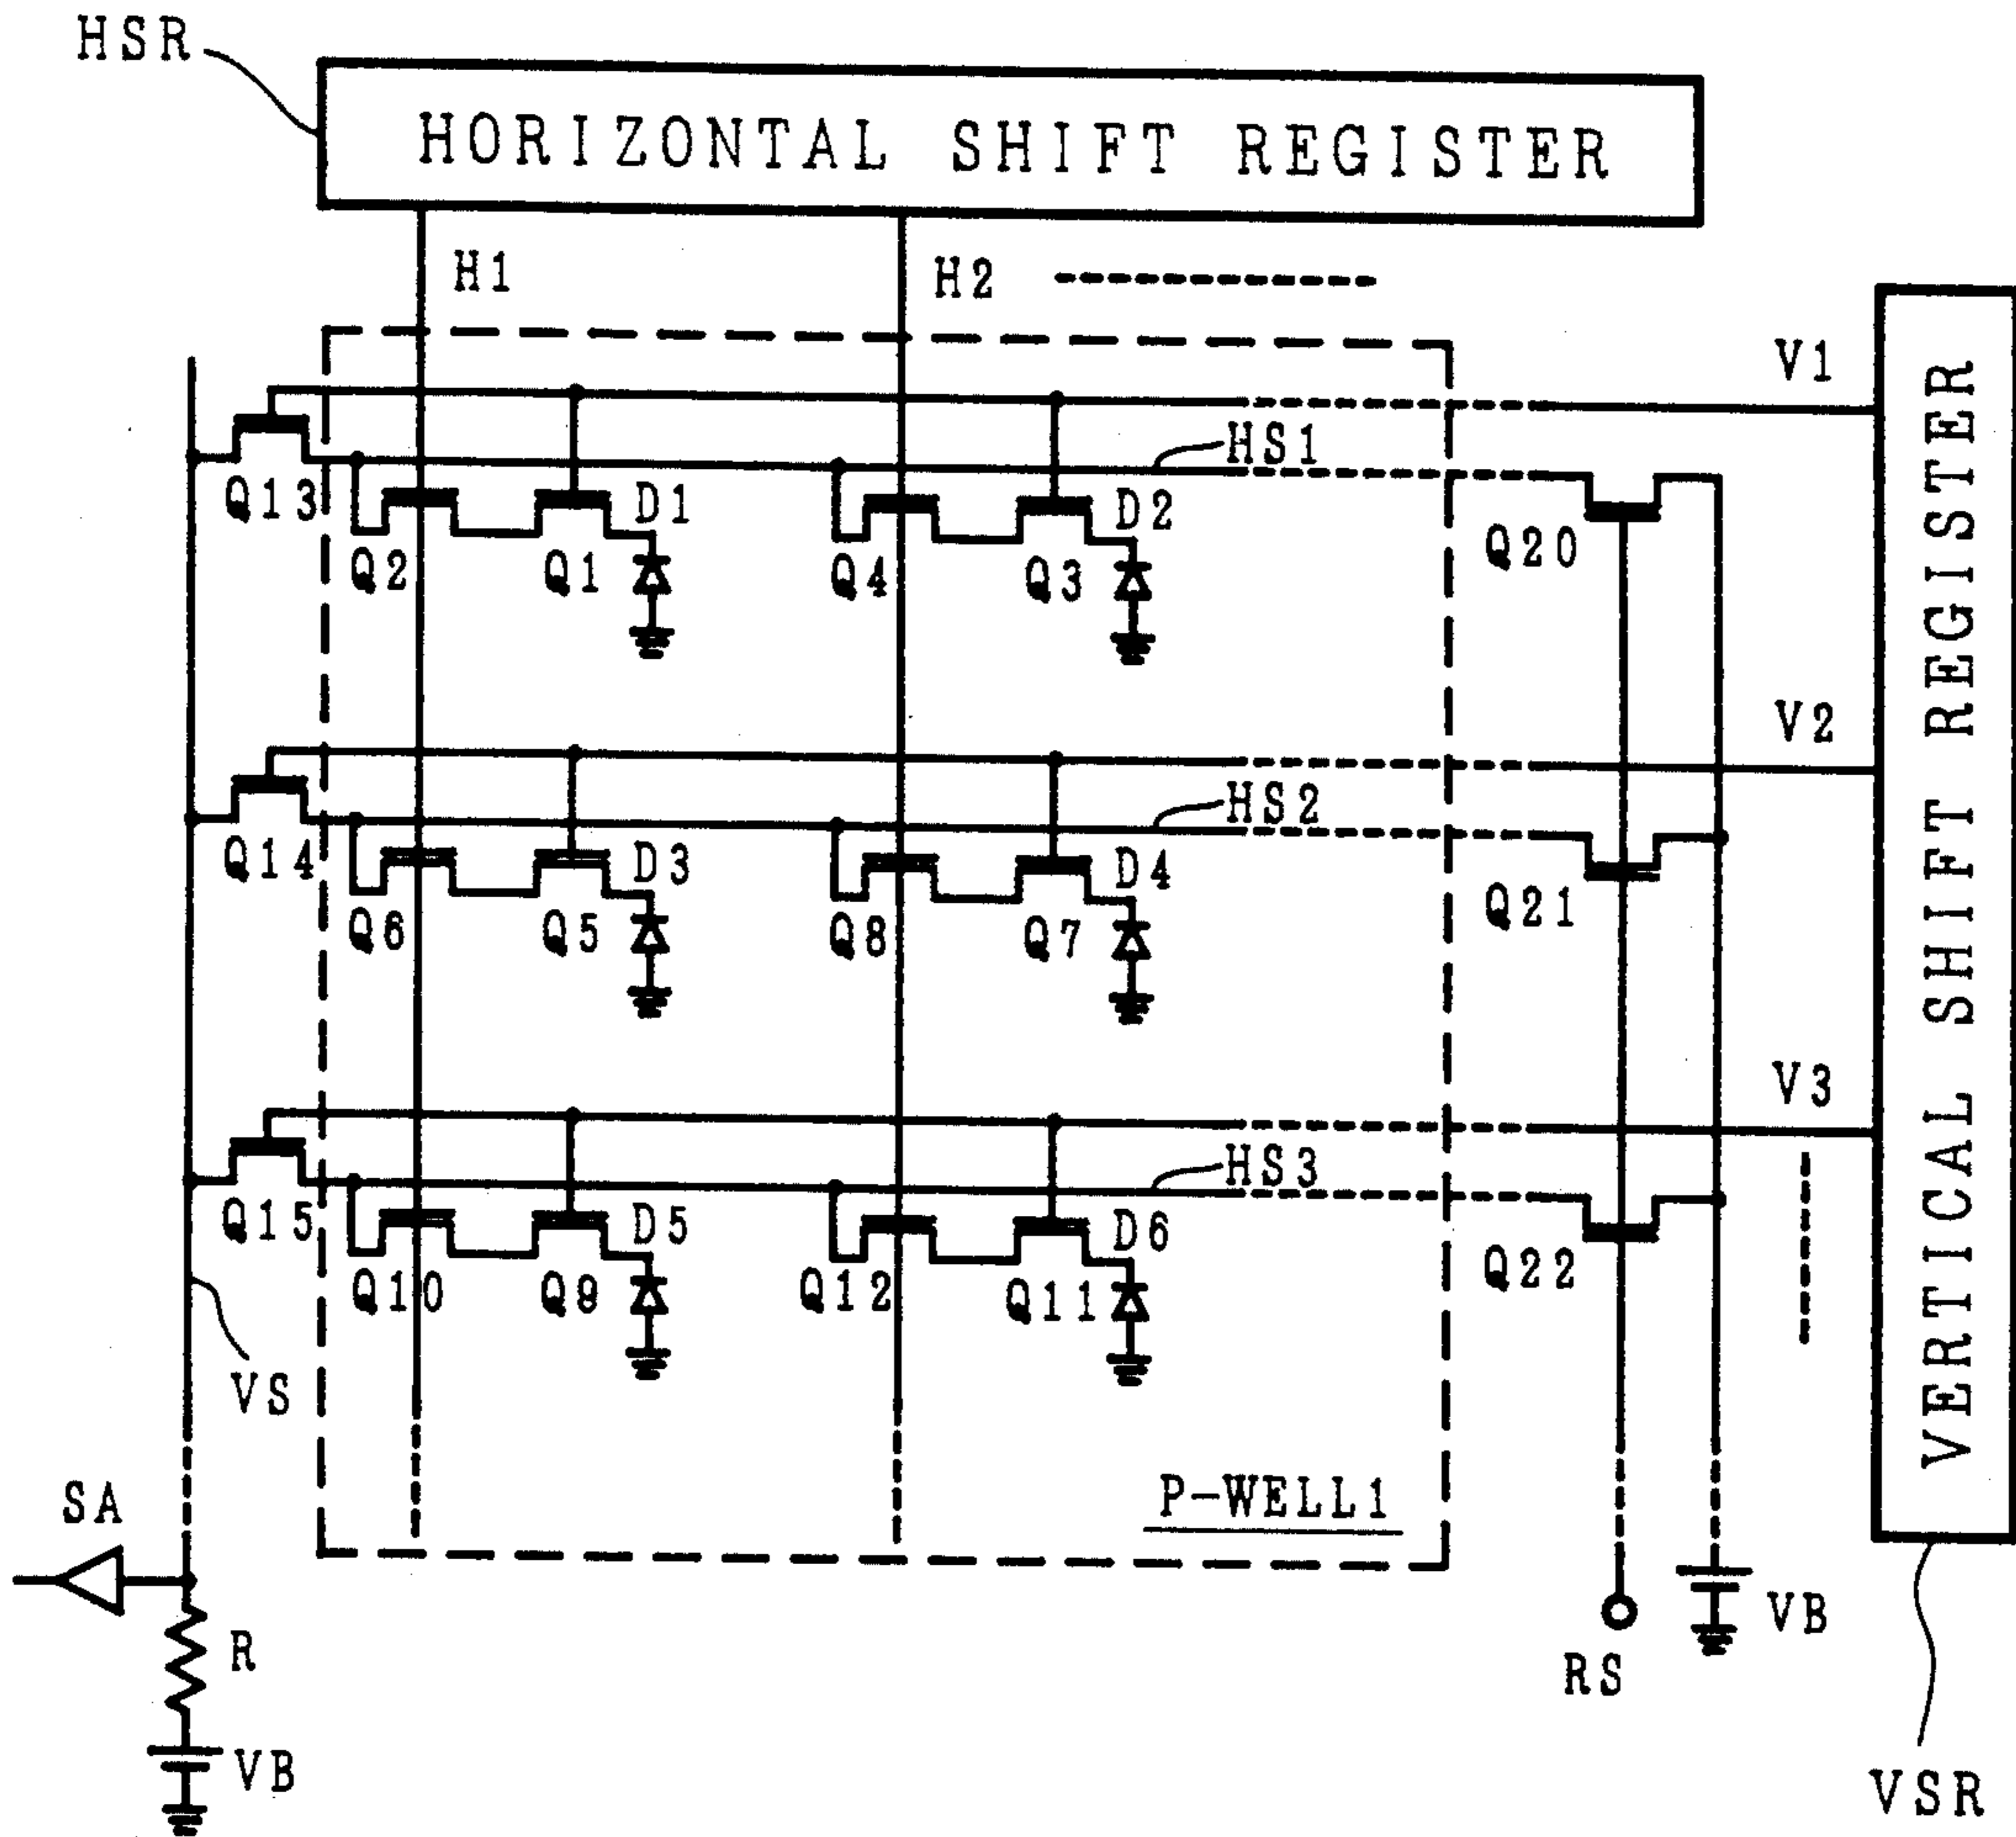 HSR
HORIZONTAL SHIFT REGISTER
H1
H2
V1
HS1
Q13
D1
D2
Q2
Q1
Q4
Q3
Q20
V2
HS2
Q14
D3
D4
Q6
Q5
Q8
Q7
Q21
V3
HS3
Q15
D5
D6
Q10
Q9
Q12
Q11
Q22
VERTICAL SHIFT REGISTER
VS
SA
P-WELL1
R
VB
RS
VB
VSR